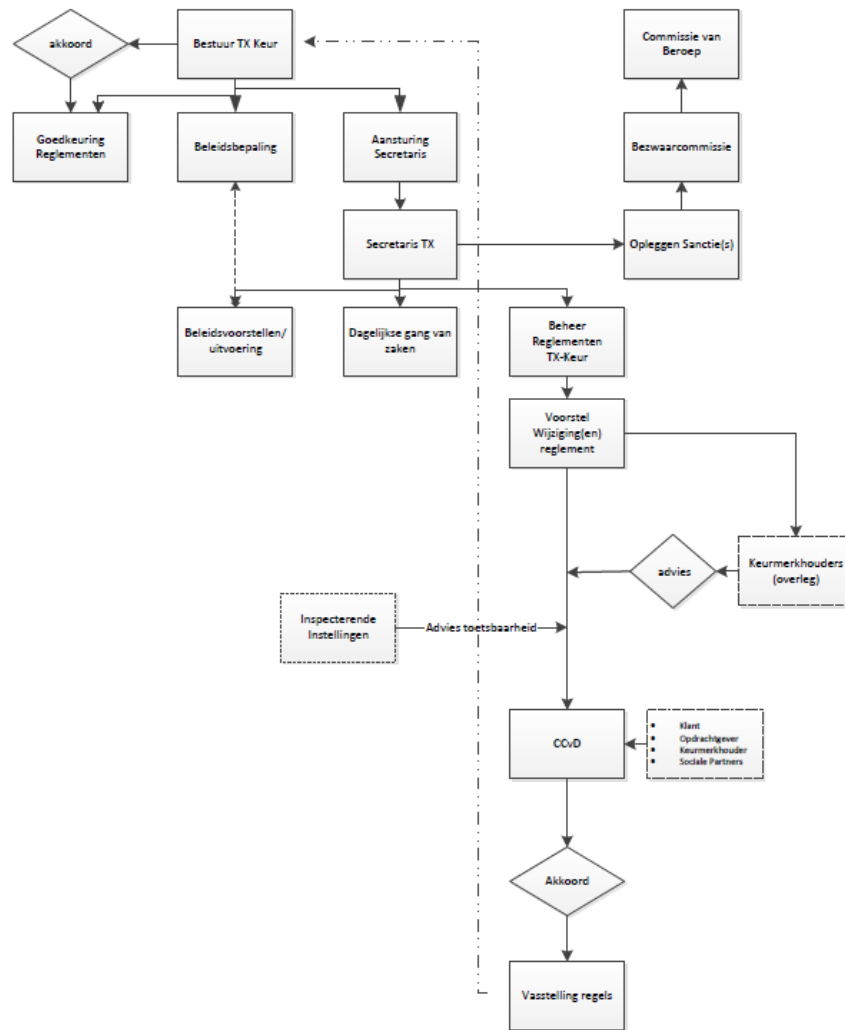 akkoord
Bestuur TX Keur
Commissie van
Beroep
Goedkeuring
Reglementen
Beleidsbepaling
Aansturing
Secretaris
Bezwaarcommissie
Secretaris TX
Opleggen Sanctie(s)
Beleidsvoorstellen/
uitvoering
Dagelijkse gang van
zaken
Beheer
Reglementen
TX-Keur
Voorstel
Wijziging(en)
reglement
advies
Keurmerkhouders
(overleg)
Inspecterende
Instellingen
Advies toetsbaarheid
CCvD
• Klant
• Opdrachtgever
• Keurmerkhouder
• Sociale Partners
Akkoord
Vasstelling regels